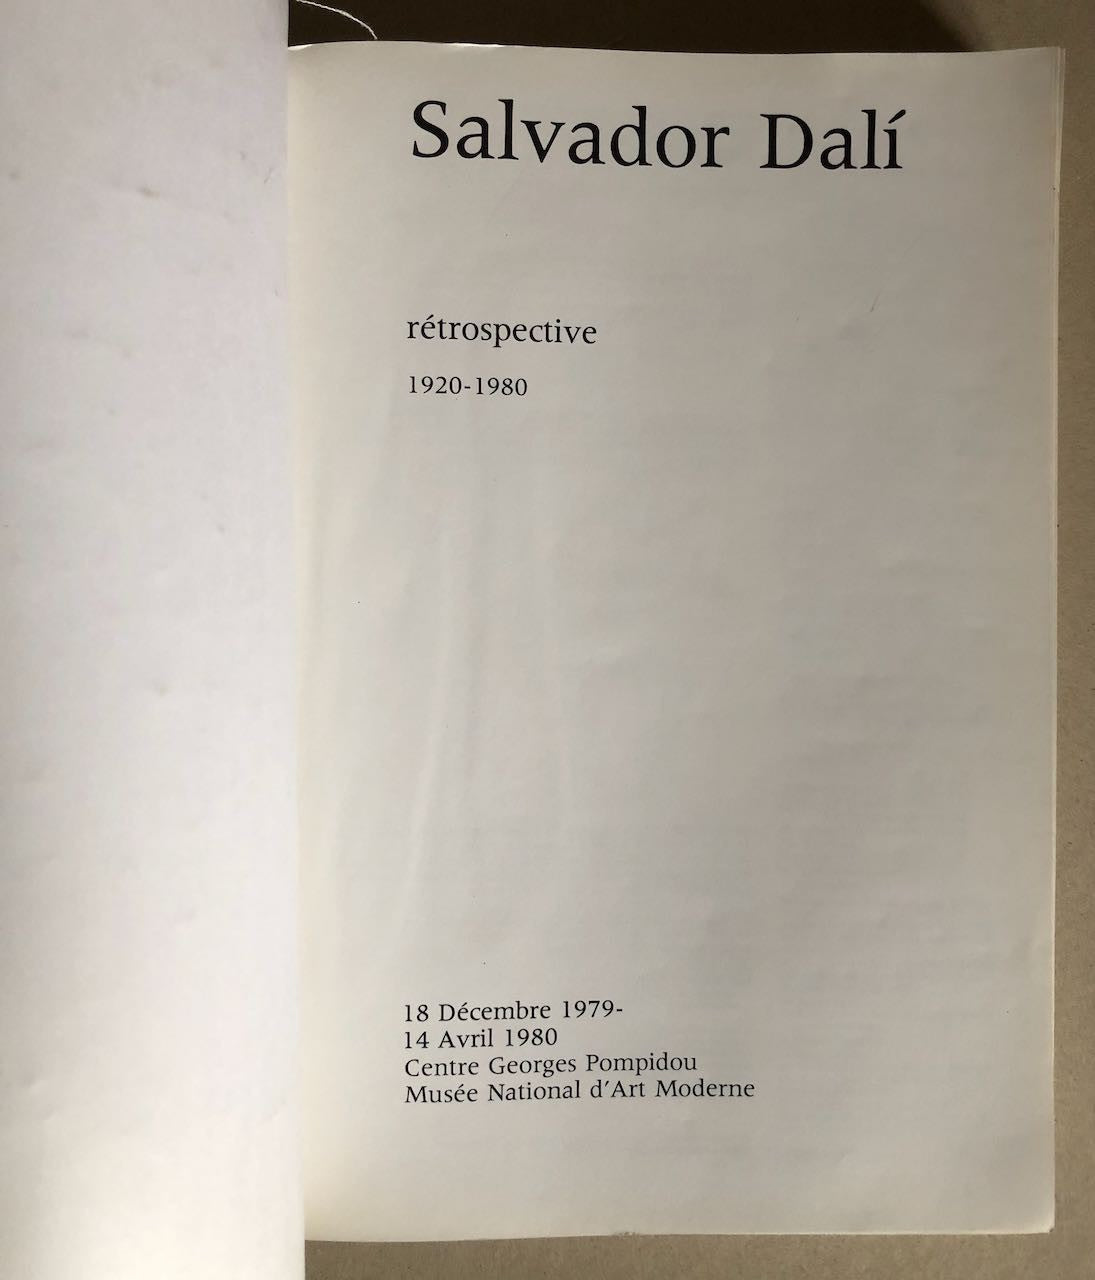 Salvador Dalí
rétrospective
1920-1980
18 Décembre 1979-
14 Avril 1980
Centre Georges Pompidou
Musée National d'Art Moderne